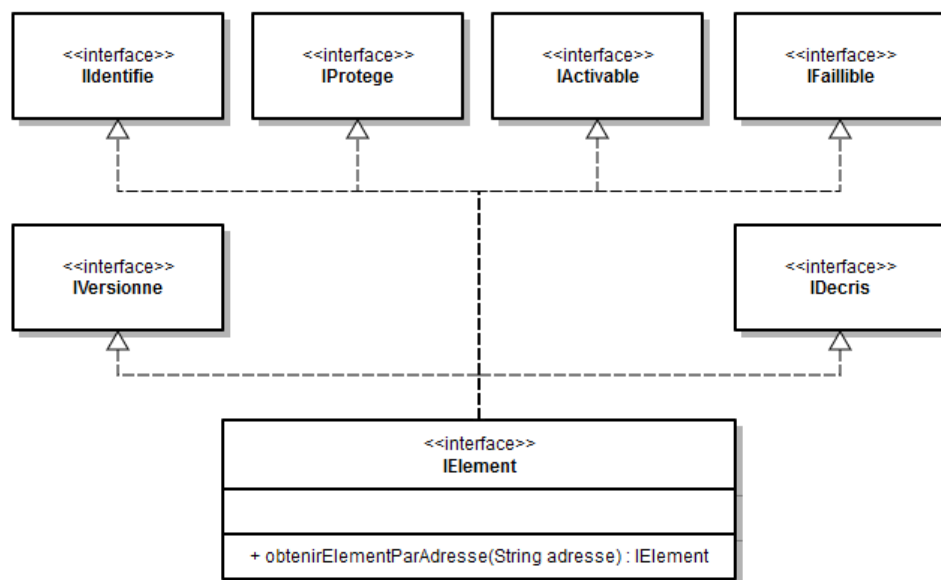 <<interface>>
IIdentifie
<<interface>>
IProtege
<<interface>>
IActivable
<<interface>>
IFaillible
<<interface>>
IVersionne
<<interface>>
IDecris
<<interface>>
IElement
+ obtenirElementParAdresse(String adresse) : IElement